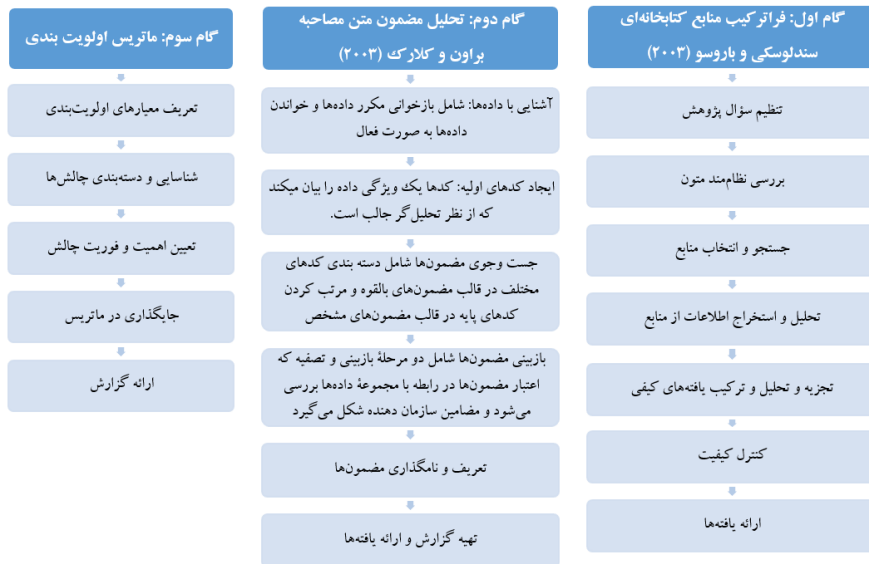 گام اول: فراترکیب منابع کتابخانه‌ای
سندلوسکی و باروسو (۲۰۰۳)
تنظیم سؤال پژوهش
بررسی نظام‌مند متون
جستجو و انتخاب منابع
تحلیل و استخراج اطلاعات از منابع
تجزیه و تحلیل و ترکیب یافته‌های کیفی
کنترل کیفیت
ارائه یافته‌ها
گام دوم: تحلیل مضمون متن مصاحبه
براون و کلارک (۲۰۰۳)
آشنایی با داده‌ها: شامل بازخوانی مکرر داده‌ها و خواندن
داده‌ها به صورت فعال
ایجاد کدهای اولیه: کدها یک ویژگی داده را بیان میکند
که از نظر تحلیل‌گر جالب است.
جست وجوی مضمون‌ها شامل دسته بندی کدهای
مختلف در قالب مضمون‌های بالقوه و مرتب کردن
کدهای پایه در قالب مضمون‌های مشخص
بازبینی مضمون‌ها شامل دو مرحلهٔ بازبینی و تصفیه که
اعتبار مضمون‌ها در رابطه با مجموعهٔ داده‌ها بررسی
می‌شود و مضامین سازمان دهنده شکل می‌گیرد
تعریف و نامگذاری مضمون‌ها
تهیه گزارش و ارائه یافته‌ها
گام سوم: ماتریس اولویت بندی
تعریف معیارهای اولویت‌بندی
شناسایی و دسته‌بندی چالش‌ها
تعیین اهمیت و فوریت چالش
جایگذاری در ماتریس
ارائه گزارش